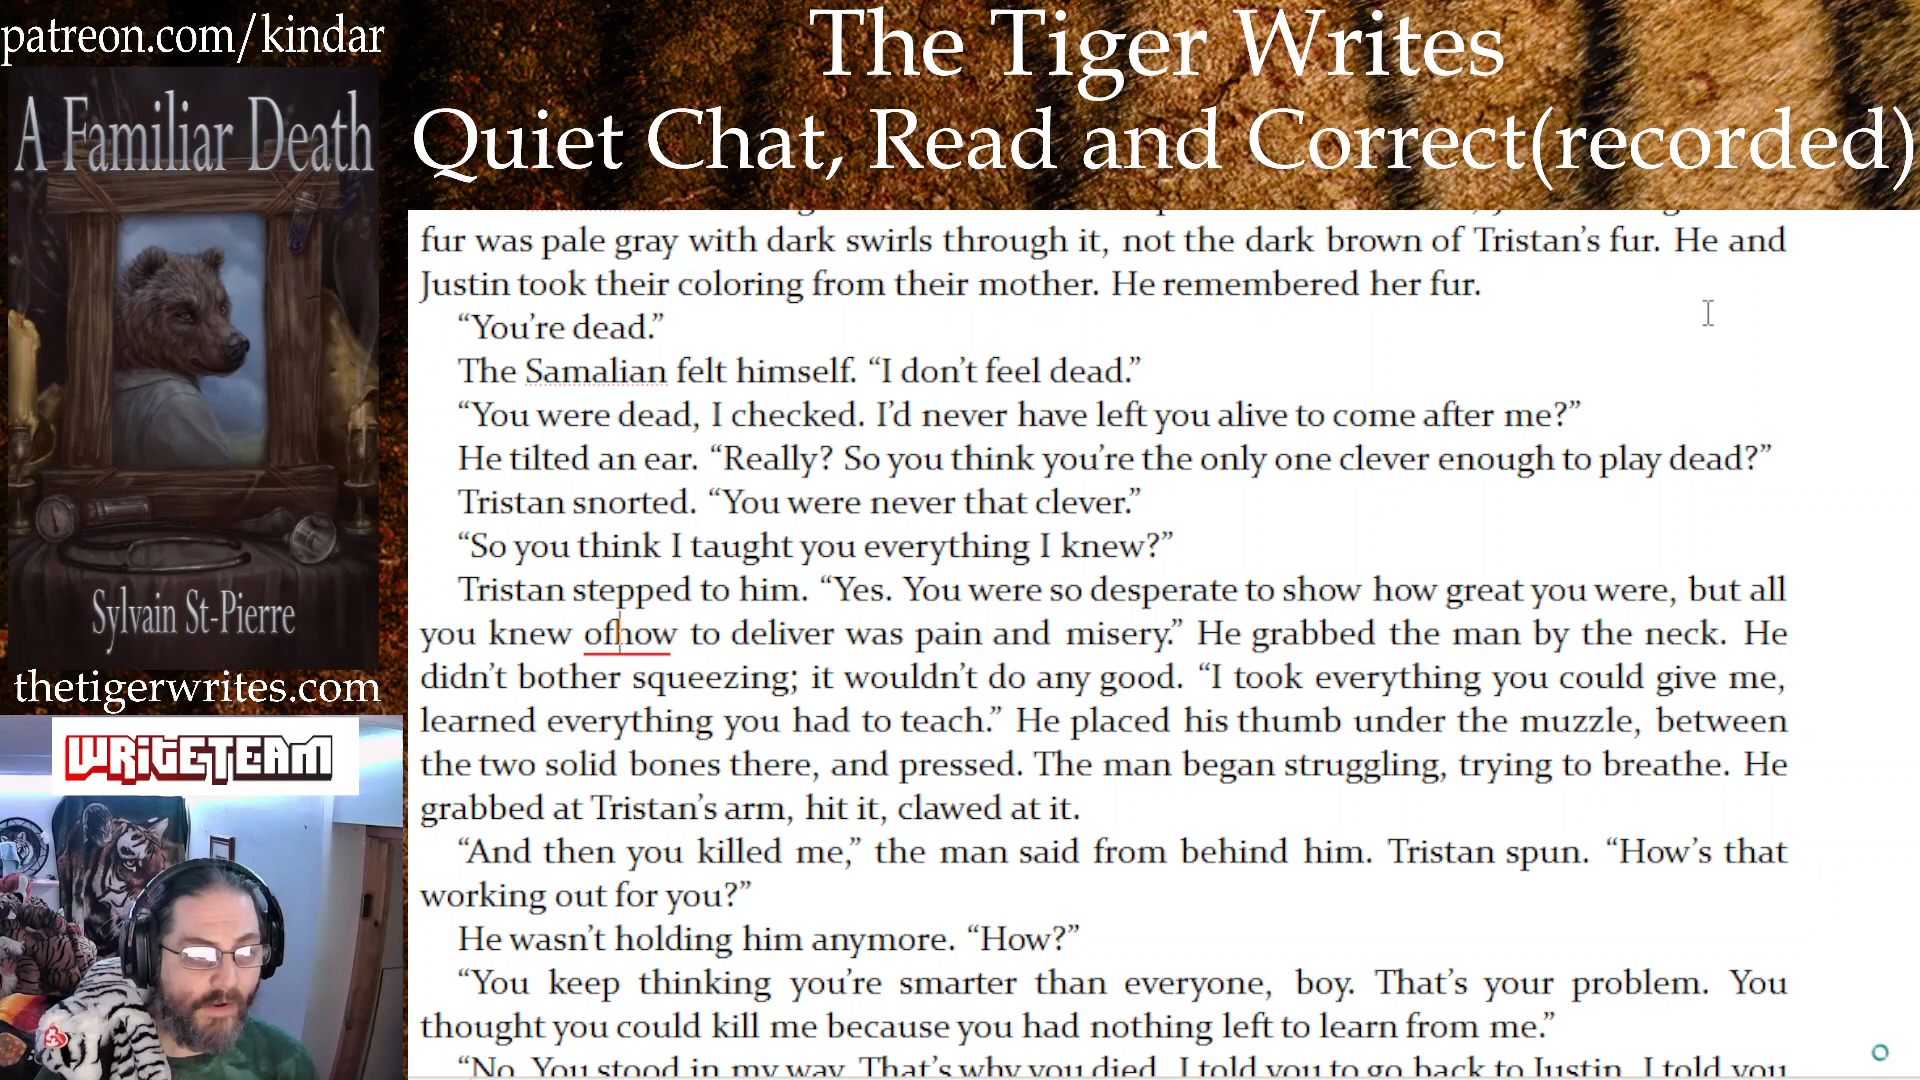 patreon.com/kindar
The Tiger Writes
Quiet Chat, Read and Correct(recorded)
A Familiar Death
Sylvain St-Pierre
thetigerwrites.com
WRITETEAM
fur was pale gray with dark swirls through it, not the dark brown of Tristan’s fur. He and
Justin took their coloring from their mother. He remembered her fur.
“You’re dead.”
The Samalian felt himself. “I don’t feel dead.”
“You were dead, I checked. I’d never have left you alive to come after me?”
He tilted an ear. “Really? So you think you’re the only one clever enough to play dead?”
Tristan snorted. “You were never that clever.”
“So you think I taught you everything I knew?”
Tristan stepped to him. “Yes. You were so desperate to show how great you were, but all
you knew ofhow to deliver was pain and misery.” He grabbed the man by the neck. He
didn’t bother squeezing; it wouldn’t do any good. “I took everything you could give me,
learned everything you had to teach.” He placed his thumb under the muzzle, between
the two solid bones there, and pressed. The man began struggling, trying to breathe. He
grabbed at Tristan’s arm, hit it, clawed at it.
“And then you killed me,” the man said from behind him. Tristan spun. “How’s that
working out for you?”
He wasn’t holding him anymore. “How?”
“You keep thinking you’re smarter than everyone, boy. That’s your problem. You
thought you could kill me because you had nothing left to learn from me.”
“No. You stood in my way. That’s why you died. I told you to go back to Justin. I told you